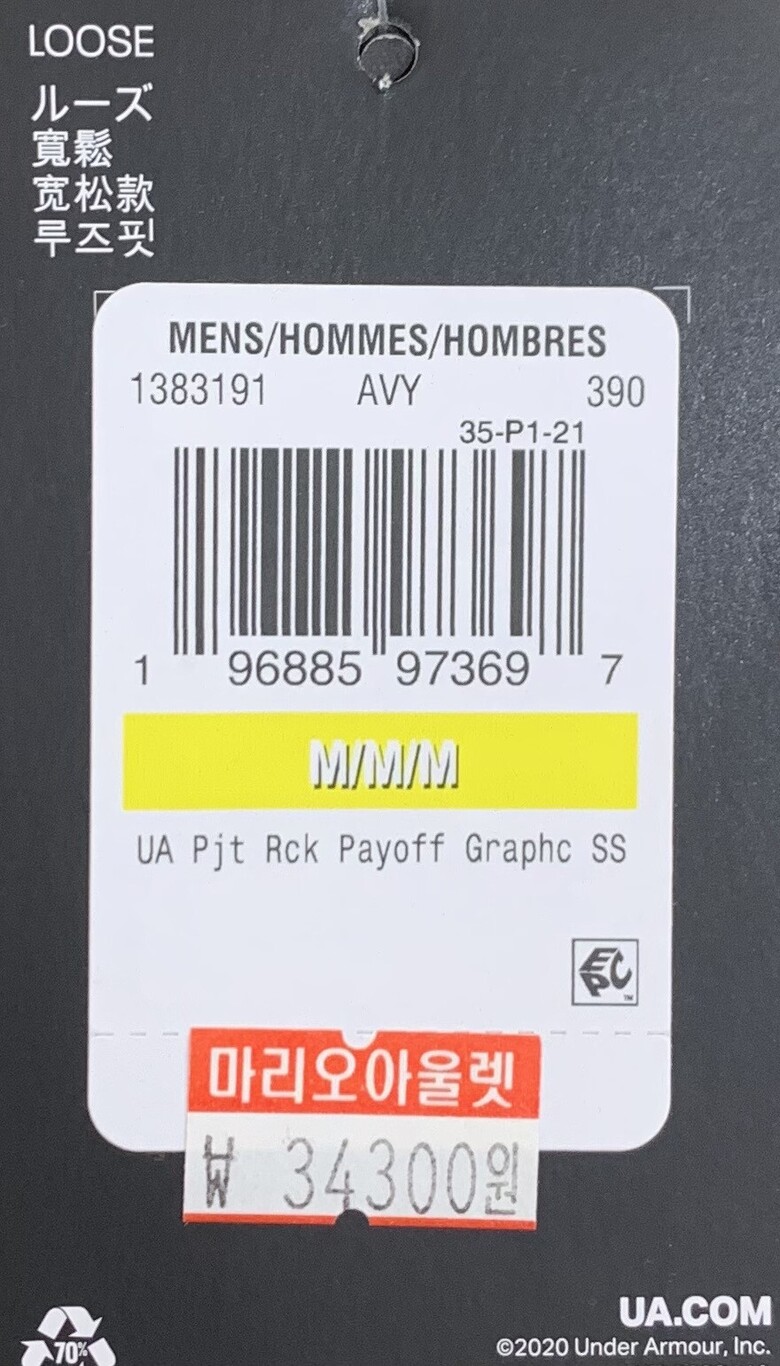 LOOSE
ルーズ
寬鬆
宽松款
루즈핏
MENS/HOMMES/HOMBRES
1383191 AVY 390
35-P1-21
1 96885 97369 7
M/M/M
UA Pjt Rck Payoff Graphc SS
EPC™
마리오아울렛
₩ 34300원
70%
UA.COM
©2020 Under Armour, Inc.